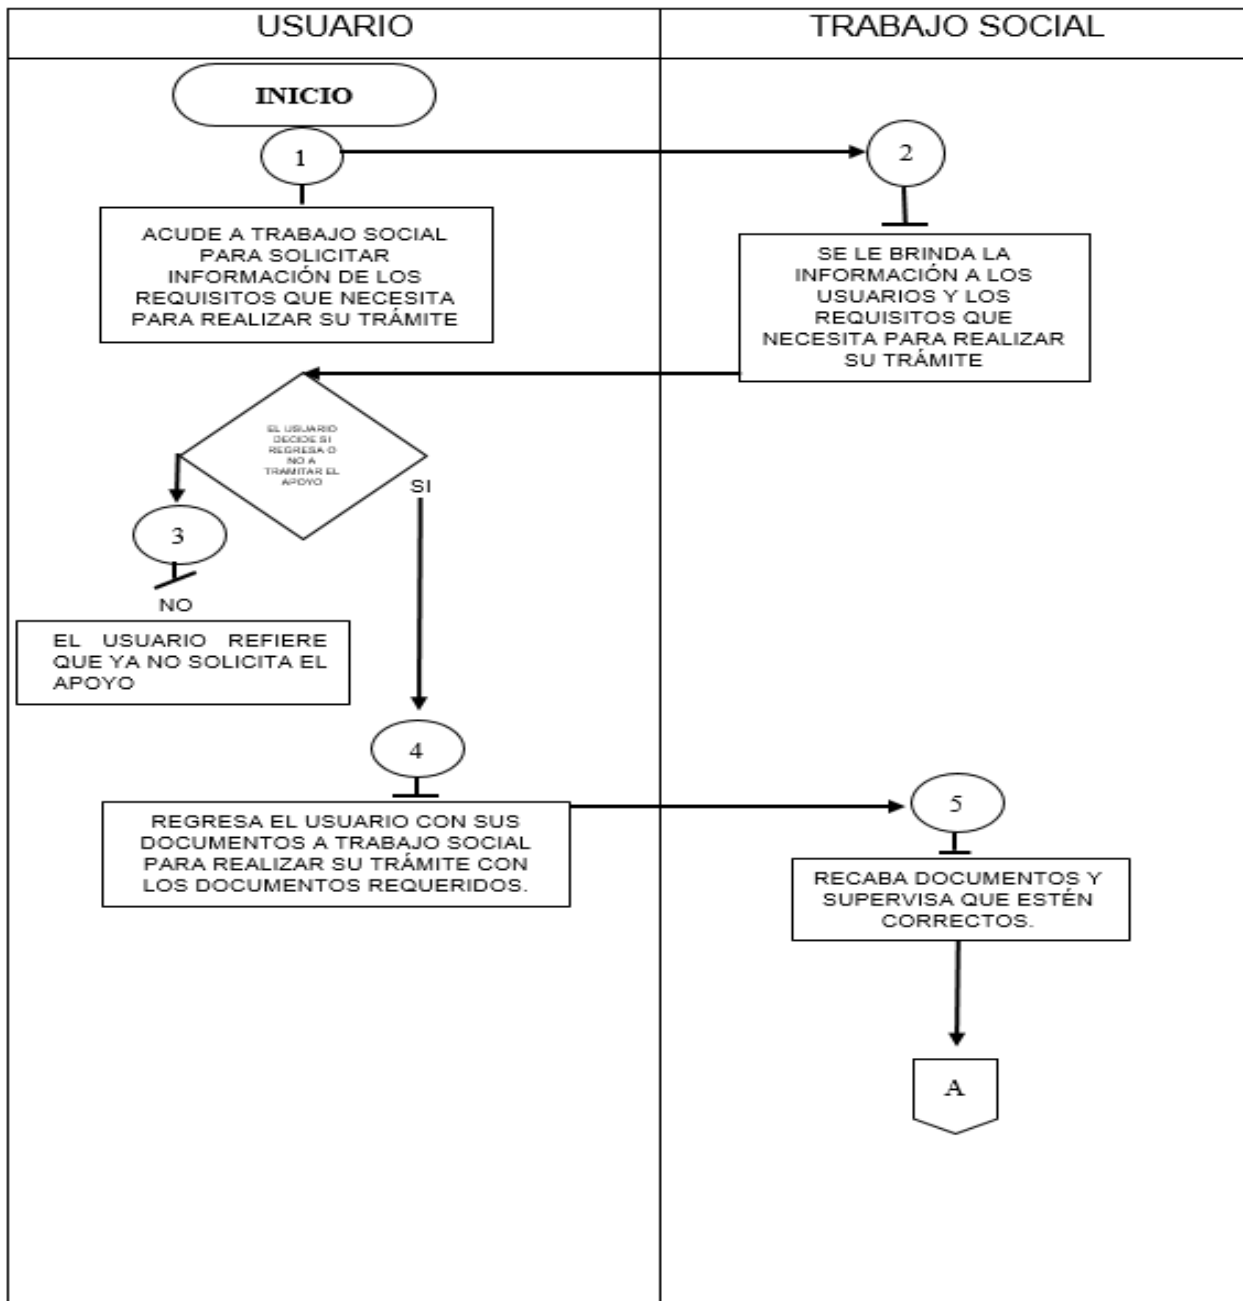 USUARIO
TRABAJO SOCIAL
INICIO
1
2
ACUDE A TRABAJO SOCIAL
PARA SOLICITAR
INFORMACIÓN DE LOS
REQUISITOS QUE NECESITA
PARA REALIZAR SU TRÁMITE
SE LE BRINDA LA
INFORMACIÓN A LOS
USUARIOS Y LOS
REQUISITOS QUE
NECESITA PARA REALIZAR
SU TRÁMITE
EL USUARIO
DECIDE SI
REGRESA O
NO A
TRAMITAR EL
APOYO
SI
3
NO
EL USUARIO REFIERE
QUE YA NO SOLICITA EL
APOYO
4
REGRESA EL USUARIO CON SUS
DOCUMENTOS A TRABAJO SOCIAL
PARA REALIZAR SU TRÁMITE CON
LOS DOCUMENTOS REQUERIDOS.
5
RECABA DOCUMENTOS Y
SUPERVISA QUE ESTÉN
CORRECTOS.
A